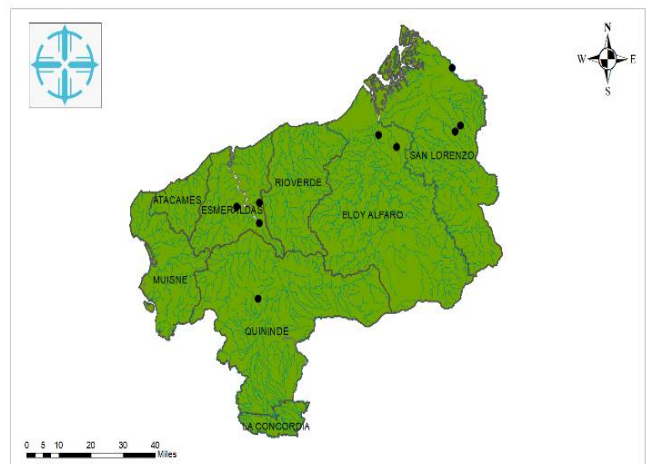 N
W E
S
SAN LORENZO
RIOVERDE
ATACAMES
ESMERALDAS
ELOY ALFARO
MUISNE
QUININDE
LA CONCORDIA
0 5 10 20 30 40
Miles